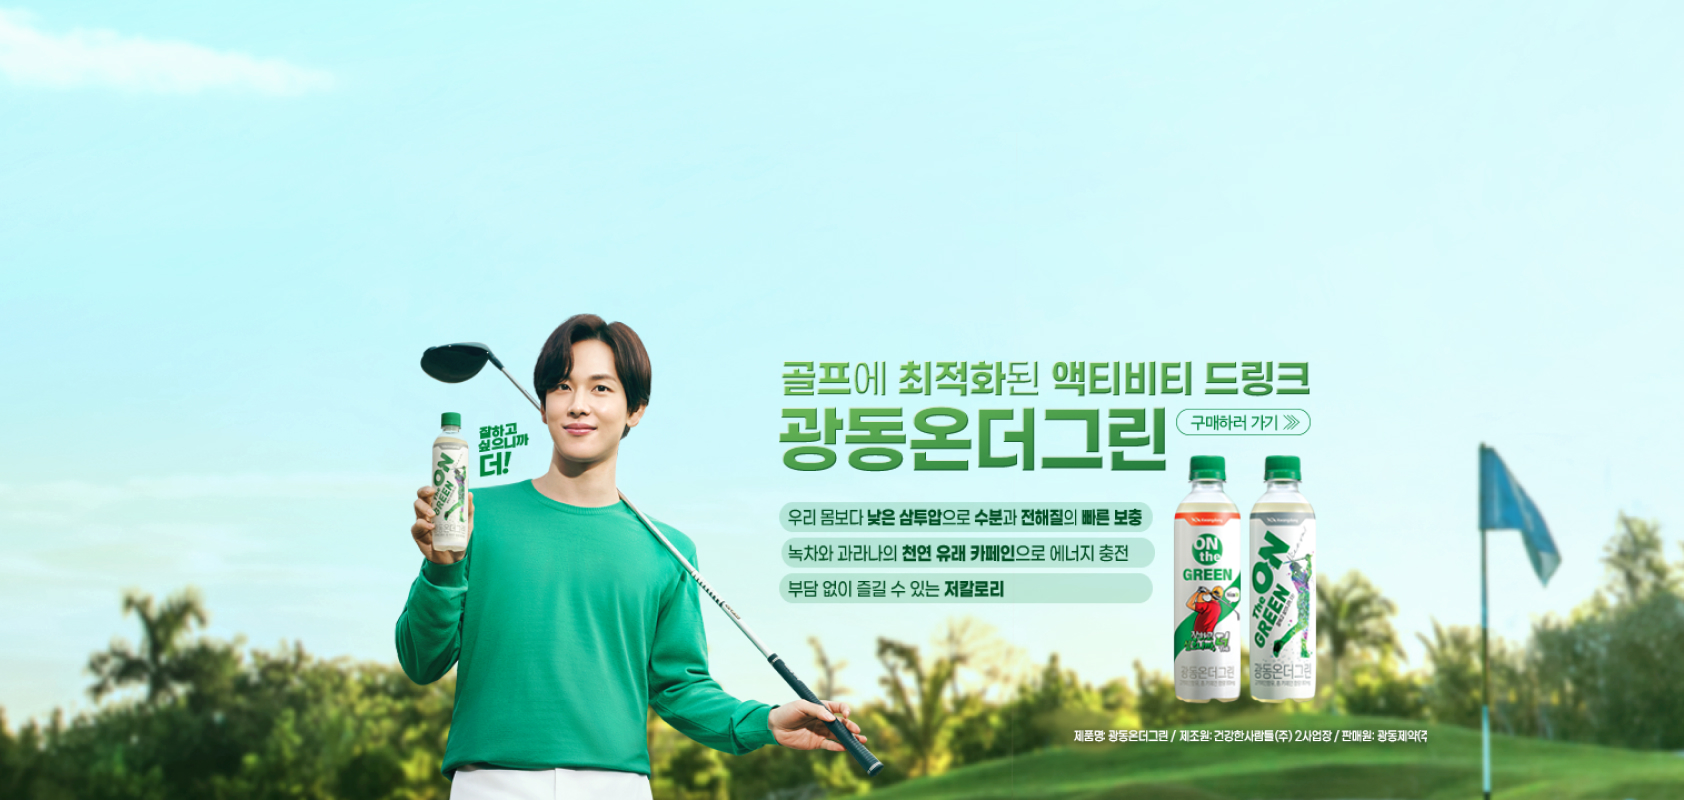 잘하고
싶으니까
더!
골프에 최적화된 액티비티 드링크
광동온더그린
구매하러 가기
우리 몸보다 낮은 삼투압으로 수분과 전해질의 빠른 보충
녹차와 과라나의 천연 유래 카페인으로 에너지 충전
부담 없이 즐길 수 있는 저칼로리
ON
the
GREEN
광동온더그린
ON
the
GREEN
광동온더그린
ON
the
GREEN
제품명: 광동온더그린 / 제조원: 건강한사람들(주) 2사업장 / 판매원: 광동제약(